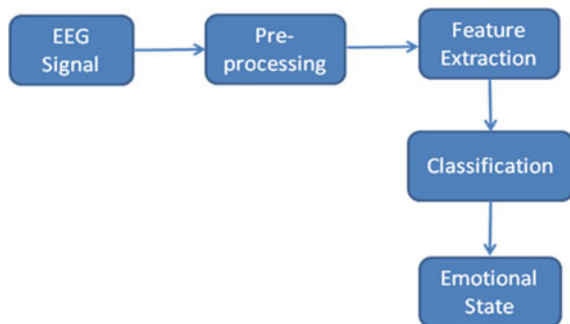 EEG
Signal
Pre-
processing
Feature
Extraction
Classification
Emotional
State